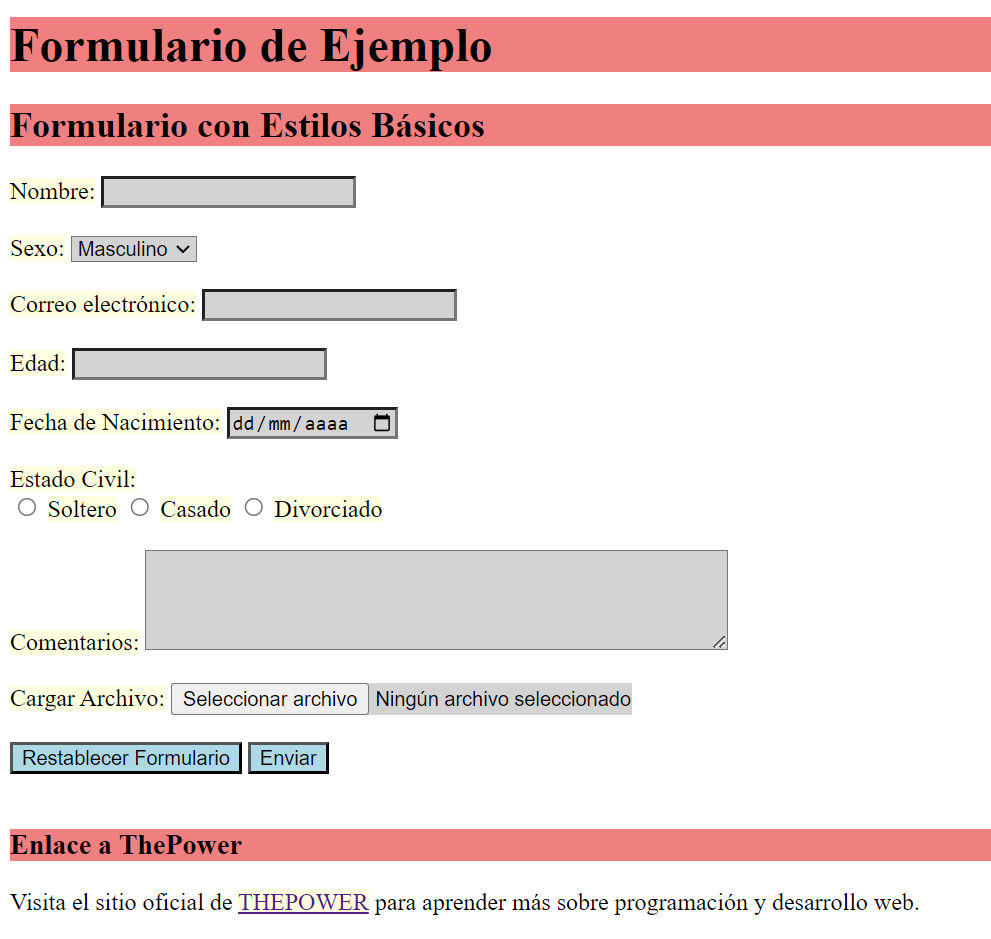 Formulario de Ejemplo
Formulario con Estilos Básicos
Nombre:
Sexo: Masculino
Correo electrónico:
Edad:
Fecha de Nacimiento: dd/mm/aaaa
Estado Civil:
Soltero Casado Divorciado
Comentarios:
Cargar Archivo: Seleccionar archivo Ningún archivo seleccionado
Restablecer Formulario Enviar
Enlace a ThePower
Visita el sitio oficial de THEPOWER para aprender más sobre programación y desarrollo web.